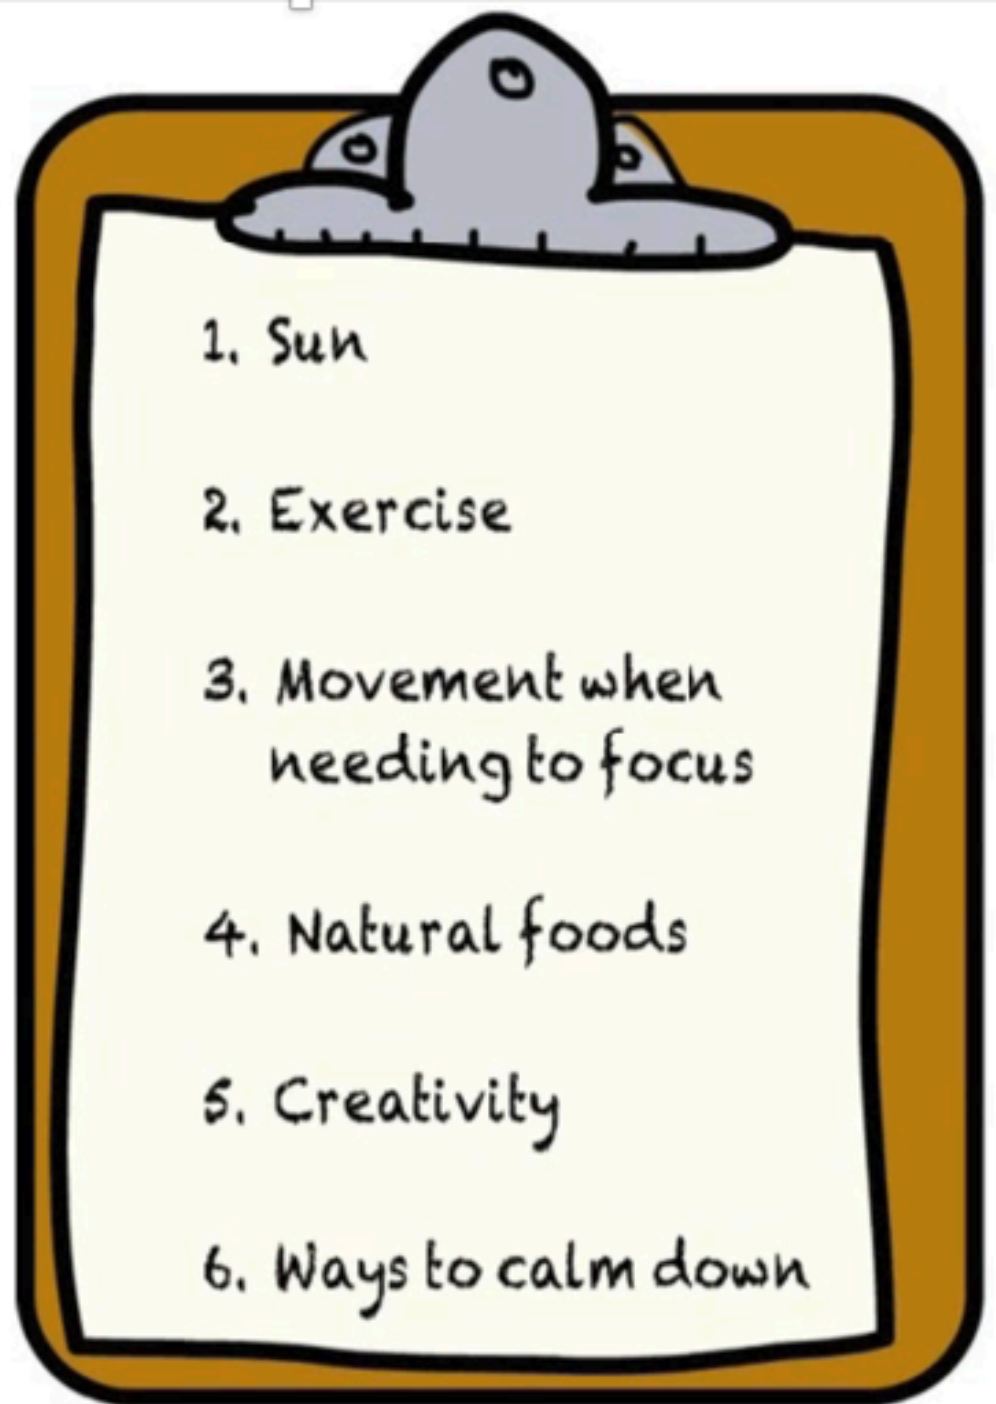 1. Sun
2. Exercise
3. Movement when
needing to focus
4. Natural foods
5. Creativity
6. Ways to calm down